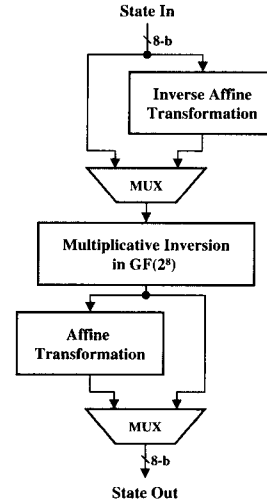 State In
8-b
Inverse Affine
Transformation
MUX
Multiplicative Inversion
in GF(2⁸)
Affine
Transformation
MUX
8-b
State Out